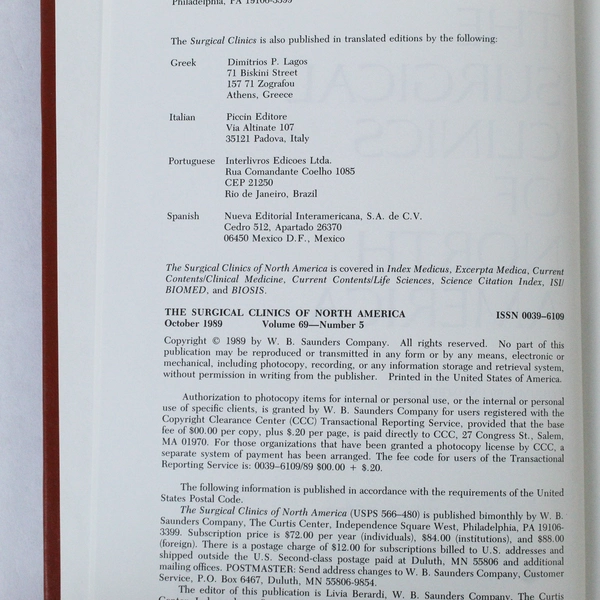 Philadelphia, PA 19106-3399
The Surgical Clinics is also published in translated editions by the following:
Greek Dimitrios P. Lagos
71 Biskini Street
157 71 Zografou
Athens, Greece
Italian Piccin Editore
Via Altinate 107
35121 Padova, Italy
Portuguese Interlivros Edicoes Ltda.
Rua Comandante Coelho 1085
CEP 21250
Rio de Janeiro, Brazil
Spanish Nueva Editorial Interamericana, S.A. de C.V.
Cedro 512, Apartado 26370
06450 Mexico D.F., Mexico
The Surgical Clinics of North America is covered in Index Medicus, Excerpta Medica, Current
Contents/Clinical Medicine, Current Contents/Life Sciences, Science Citation Index, ISI/
BIOMED, and BIOSIS.
THE SURGICAL CLINICS OF NORTH AMERICA ISSN 0039–6109
October 1989 Volume 69—Number 5
Copyright © 1989 by W. B. Saunders Company. All rights reserved. No part of this
publication may be reproduced or transmitted in any form or by any means, electronic or
mechanical, including photocopy, recording, or any information storage and retrieval system,
without permission in writing from the publisher. Printed in the United States of America.
Authorization to photocopy items for internal or personal use, or the internal or personal
use of specific clients, is granted by W. B. Saunders Company for users registered with the
Copyright Clearance Center (CCC) Transactional Reporting Service, provided that the base
fee of $00.00 per copy, plus $.20 per page, is paid directly to CCC, 27 Congress St., Salem,
MA 01970. For those organizations that have been granted a photocopy license by CCC, a
separate system of payment has been arranged. The fee code for users of the Transactional
Reporting Service is: 0039–6109/89 $00.00 + $.20.
The following information is published in accordance with the requirements of the United
States Postal Code.
The Surgical Clinics of North America (USPS 566–480) is published bimonthly by W. B.
Saunders Company, The Curtis Center, Independence Square West, Philadelphia, PA 19106-
3399. Subscription price is $72.00 per year (individuals), $84.00 (institutions), and $88.00
(foreign). There is a postage charge of $12.00 for subscriptions billed to U.S. addresses and
shipped outside the U.S. Second-class postage paid at Duluth, MN 55806 and additional
mailing offices. POSTMASTER: Send address changes to W. B. Saunders Company, Customer
Service, P.O. Box 6467, Duluth, MN 55806-9854.
The editor of this publication is Livia Berardi, W. B. Saunders Company, The Curtis